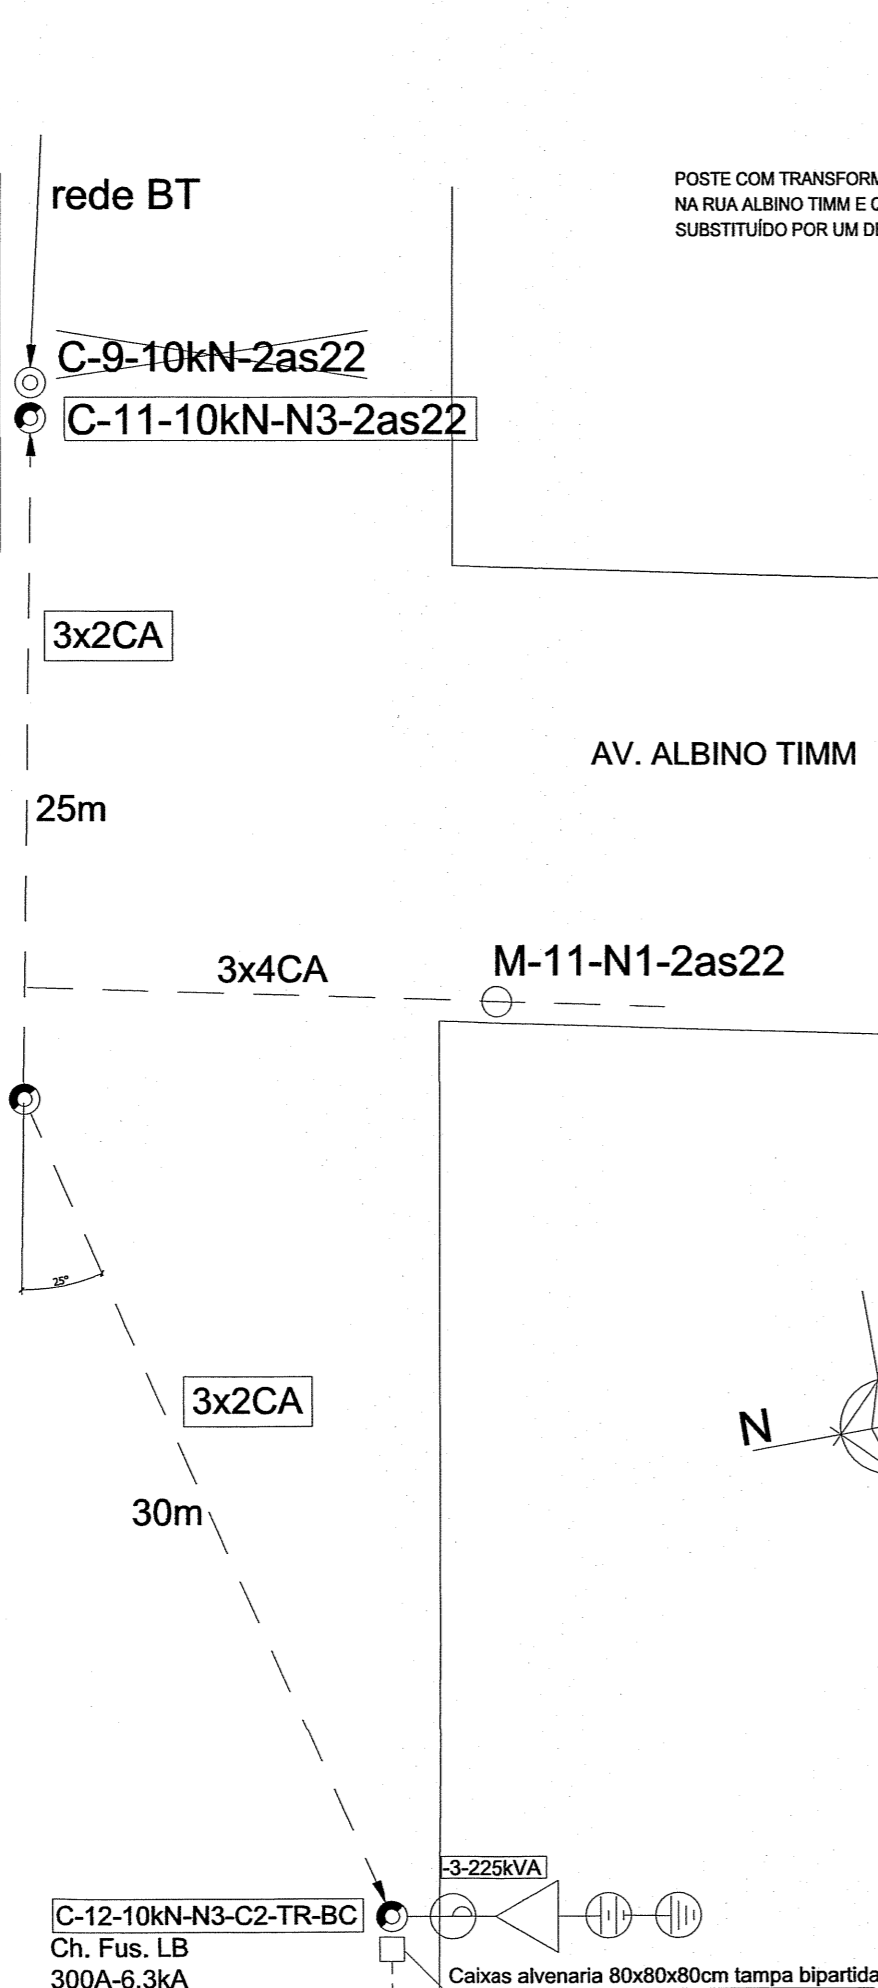 rede BT
POSTE COM TRANSFORM
NA RUA ALBINO TIMM E
SUBSTITUÍDO POR UM
C-9-10kN-2as22
C-11-10kN-N3-2as22
3x2CA
AV. ALBINO TIMM
25m
3x4CA
M-11-N1-2as22
25°
3x2CA
N
30m
-3-225kVA
C-12-10kN-N3-C2-TR-BC
Ch. Fus. LB
300A-6.3kA
Caixas alvenaria 80x80x80cm tampa bipartida